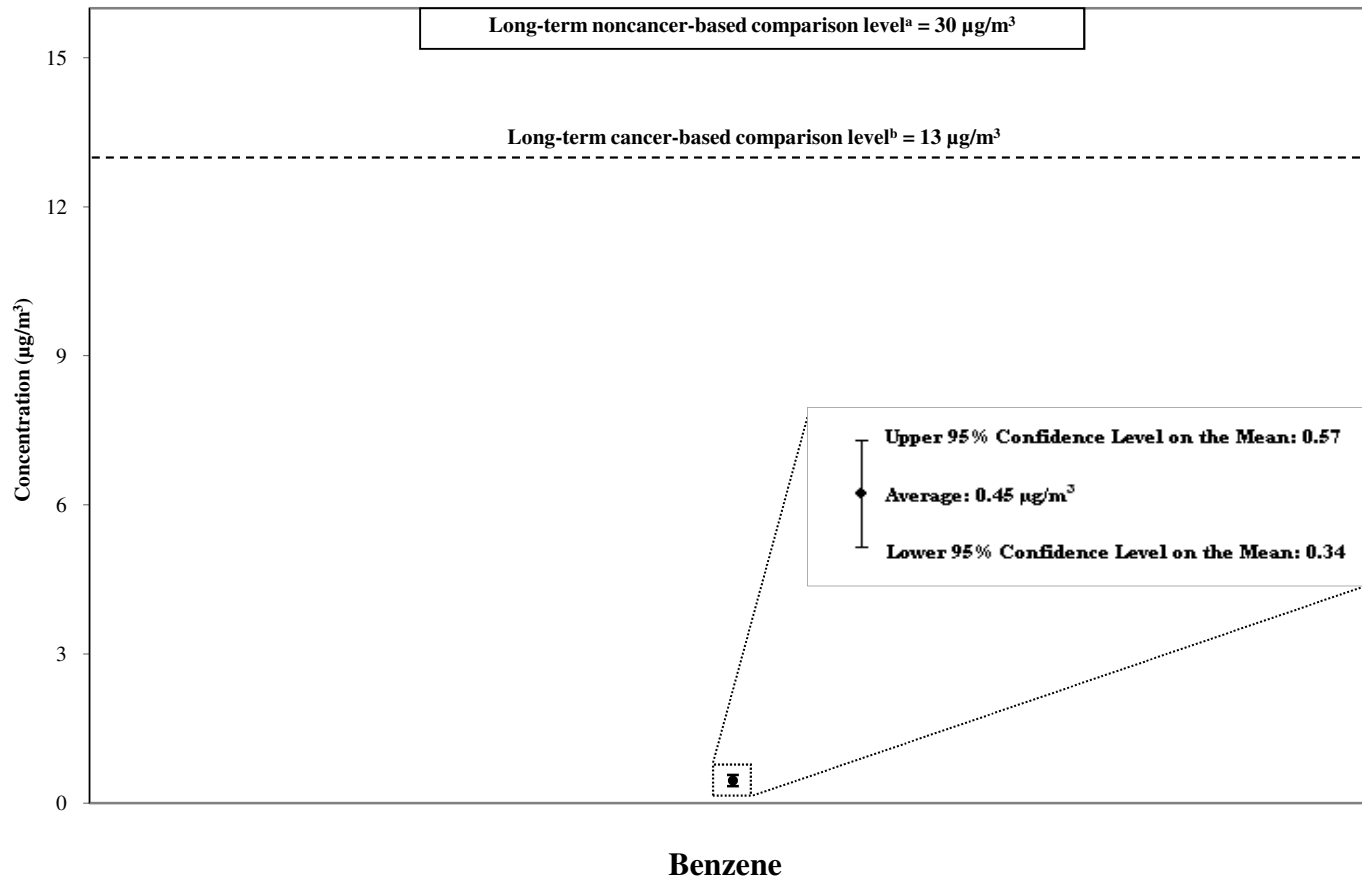 Long-term noncancer-based comparison levelᵃ = 30 µg/m³
15
Long-term cancer-based comparison levelᵇ = 13 µg/m³
12
9
6
3
0
Concentration (µg/m³)
Upper 95% Confidence Level on the Mean: 0.57
Average: 0.45 µg/m³
Lower 95% Confidence Level on the Mean: 0.34
Benzene